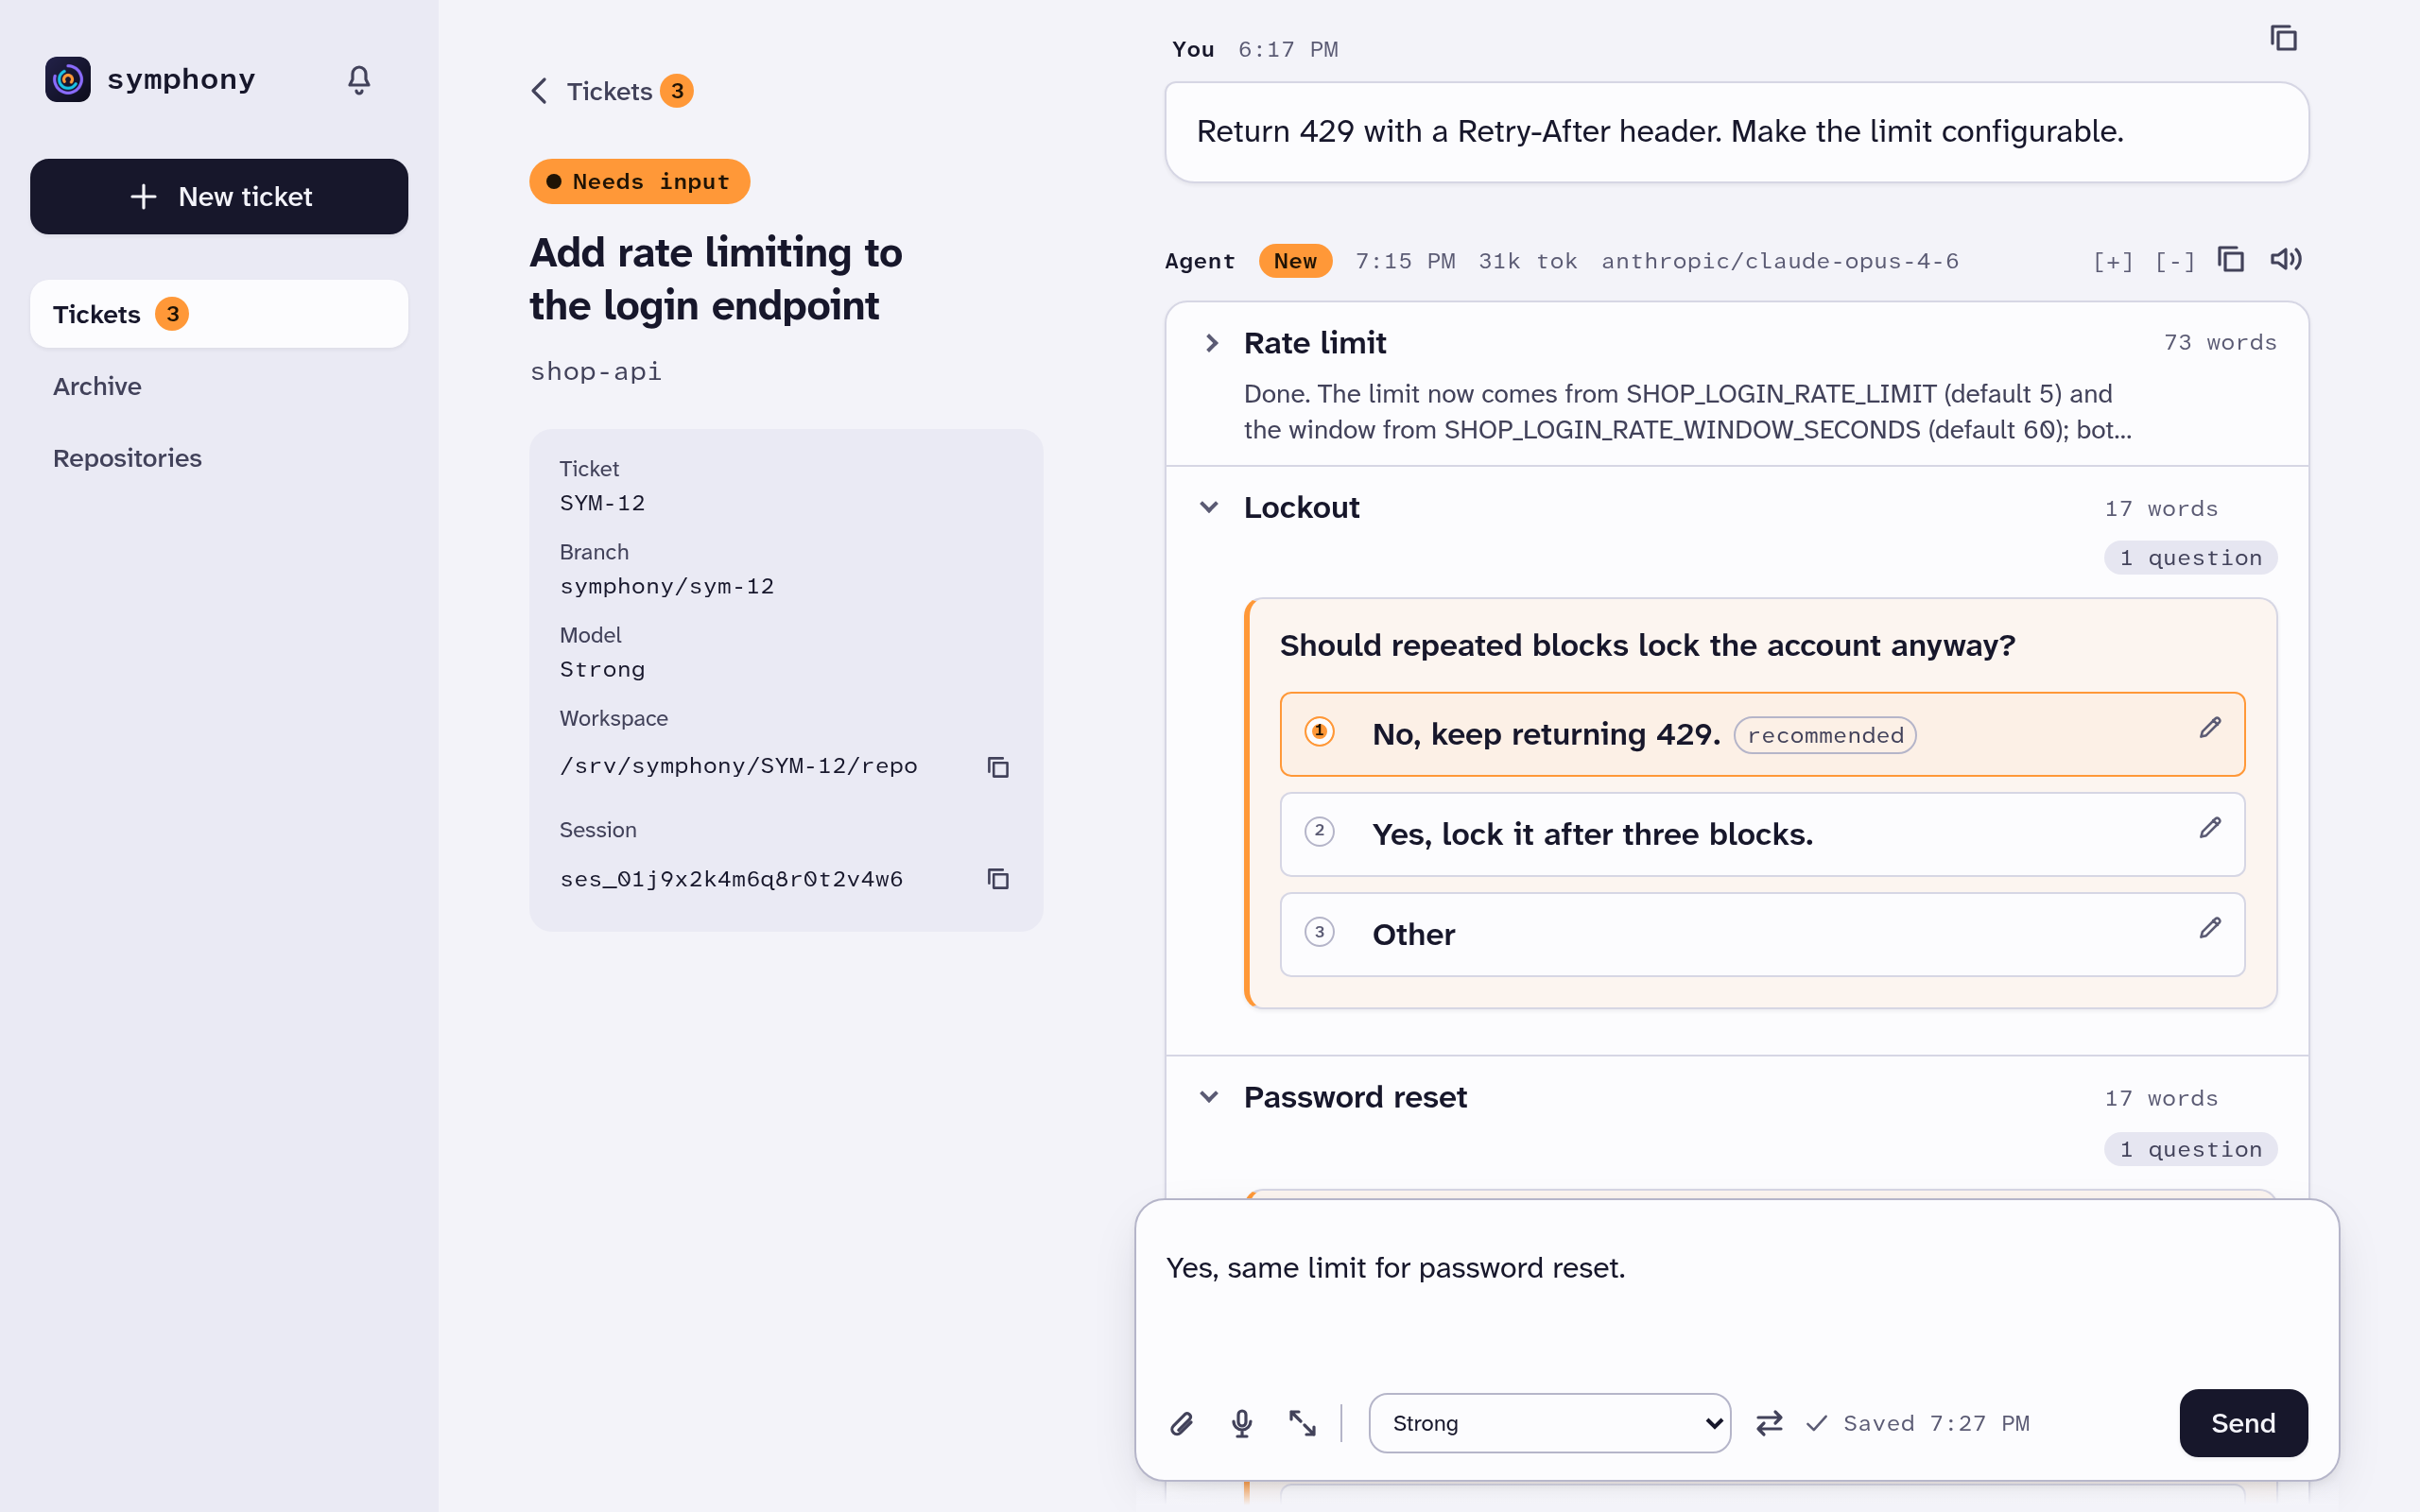 symphony
New ticket
Tickets 3
Archive
Repositories
Tickets 3
Needs input
Add rate limiting to
the login endpoint
shop-api
Ticket
SYM-12
Branch
symphony/sym-12
Model
Strong
Workspace
/srv/symphony/SYM-12/repo
Session
ses_01j9x2k4m6q8r0t2v4w6
You 6:17 PM
Return 429 with a Retry-After header. Make the limit configurable.
Agent New 7:15 PM 31k tok anthropic/claude-opus-4-6 [+] [-]
Rate limit 73 words
Done. The limit now comes from SHOP_LOGIN_RATE_LIMIT (default 5) and
the window from SHOP_LOGIN_RATE_WINDOW_SECONDS (default 60); bot...
Lockout 17 words
1 question
Should repeated blocks lock the account anyway?
1 No, keep returning 429. recommended
2 Yes, lock it after three blocks.
3 Other
Password reset 17 words
1 question
Yes, same limit for password reset.
Strong Saved 7:27 PM Send